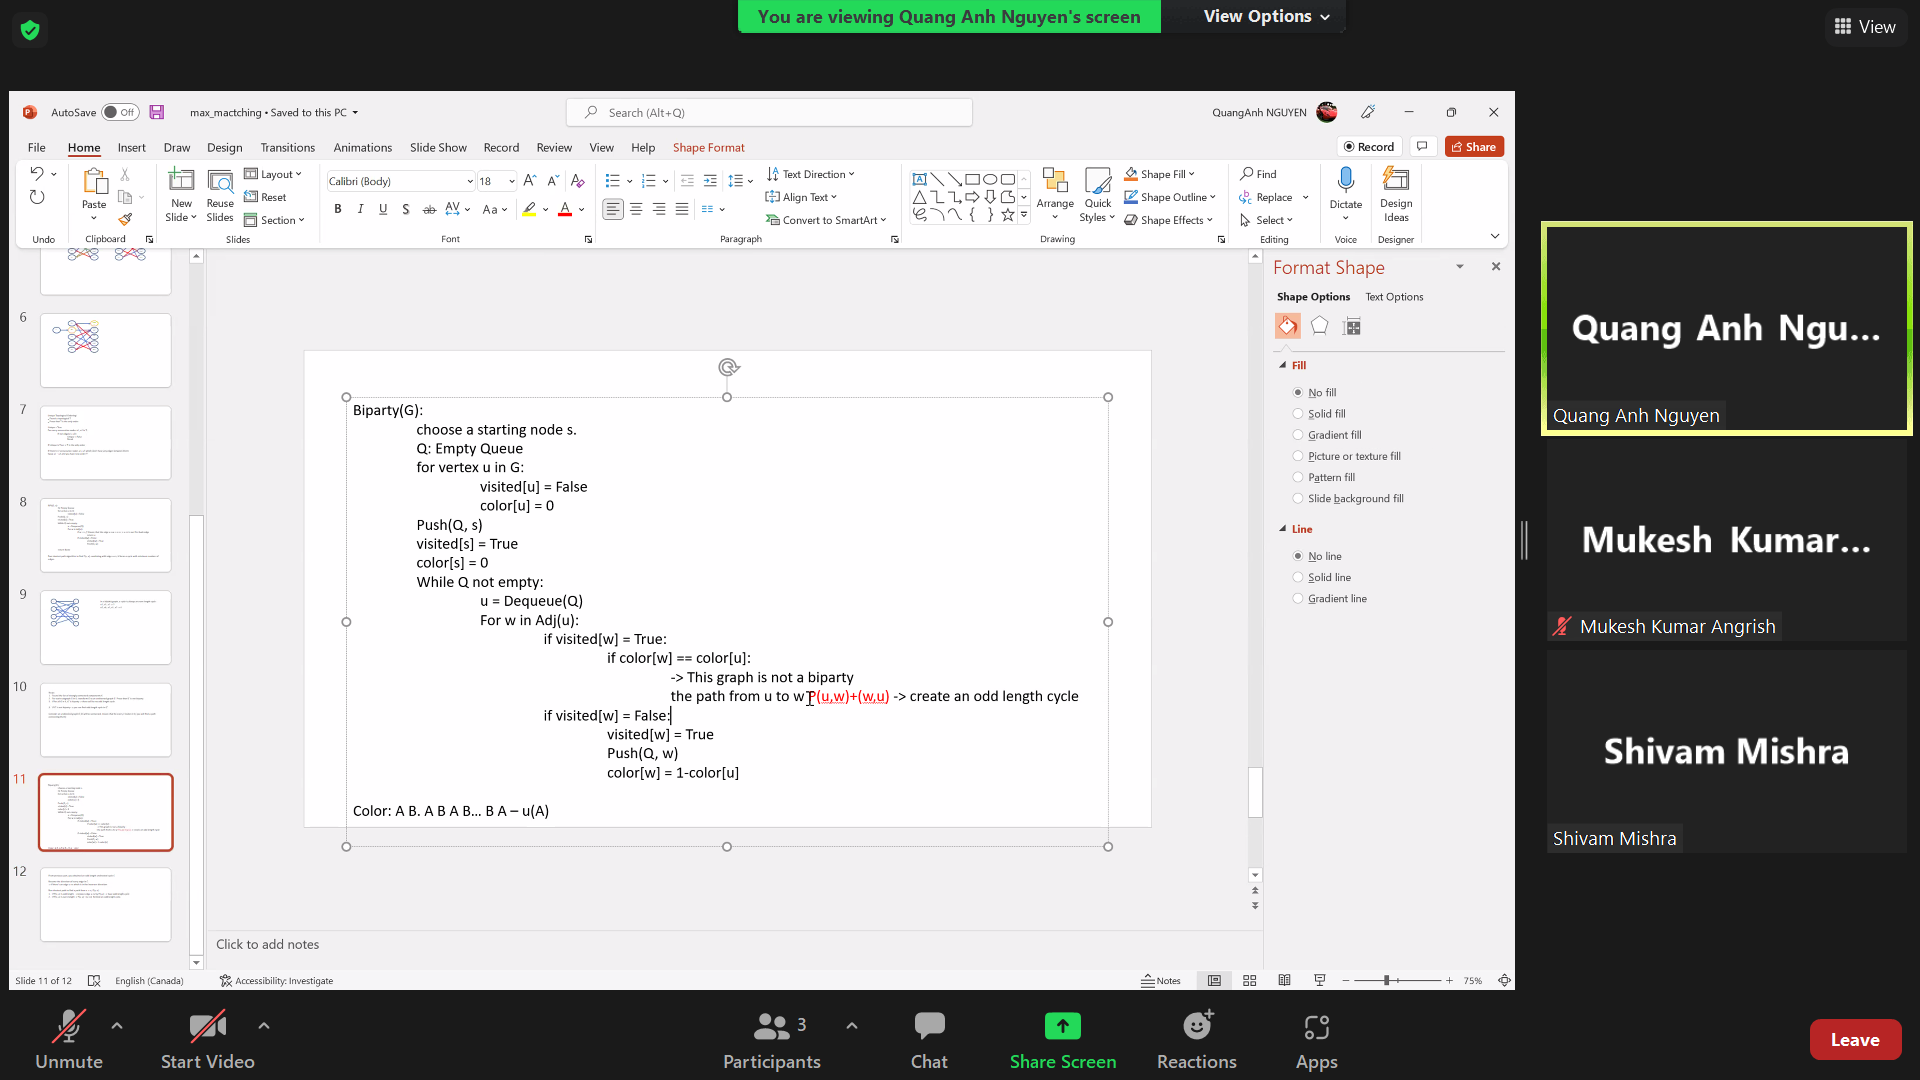 You are viewing Quang Anh Nguyen's screen
View Options
View
AutoSave Off
max_mactching • Saved to this PC
Search (Alt+Q)
QuangAnh NGUYEN
File Home Insert Draw Design Transitions Animations Slide Show Record Review View Help Shape Format
Record
Share
Paste
New Slide
Reuse Slides
Layout
Reset
Section
Calibri (Body) 18
Text Direction
Align Text
Convert to SmartArt
Arrange
Quick Styles
Shape Fill
Shape Outline
Shape Effects
Find
Replace
Select
Dictate
Design Ideas
Undo Clipboard Slides Font Paragraph Drawing Editing Voice Designer
6
7
8
9
10
11
12
Biparty(G):
choose a starting node s.
Q: Empty Queue
for vertex u in G:
visited[u] = False
color[u] = 0
Push(Q, s)
visited[s] = True
color[s] = 0
While Q not empty:
u = Dequeue(Q)
For w in Adj(u):
if visited[w] = True:
if color[w] == color[u]:
-> This graph is not a biparty
the path from u to w P(u,w)+(w,u) -> create an odd length cycle
if visited[w] = False:
visited[w] = True
Push(Q, w)
color[w] = 1-color[u]
Color: A B. A B A B... B A – u(A)
Click to add notes
Format Shape
Shape Options Text Options
Fill
No fill
Solid fill
Gradient fill
Picture or texture fill
Pattern fill
Slide background fill
Line
No line
Solid line
Gradient line
Slide 11 of 12 English (Canada) Accessibility: Investigate
Notes
75%
Quang Anh Ngu...
Quang Anh Nguyen
Mukesh Kumar...
Mukesh Kumar Angrish
Shivam Mishra
Shivam Mishra
Unmute
Start Video
Participants 3
Chat
Share Screen
Reactions
Apps
Leave